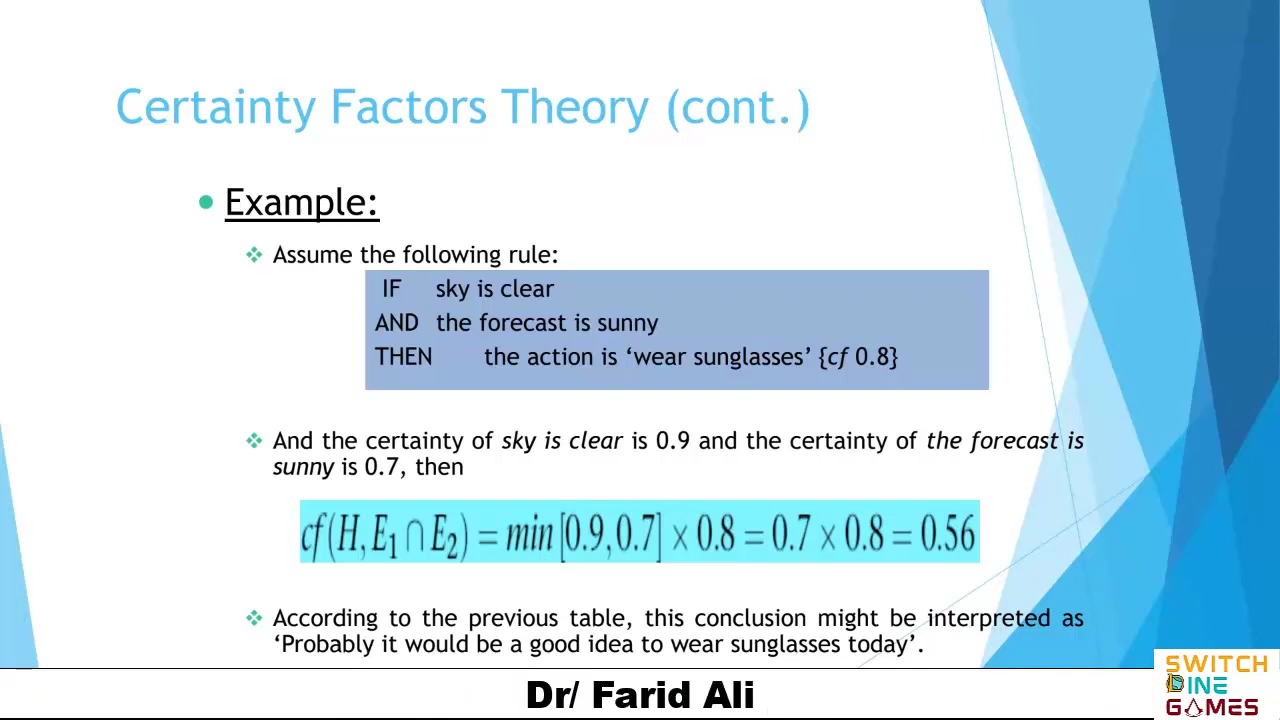 Certainty Factors Theory (cont.)
• Example:
❖ Assume the following rule:
IF sky is clear
AND the forecast is sunny
THEN the action is ‘wear sunglasses’ {cf 0.8}
❖ And the certainty of sky is clear is 0.9 and the certainty of the forecast is
sunny is 0.7, then
cf(H, E₁ ∩ E₂) = min [0.9, 0.7] × 0.8 = 0.7 × 0.8 = 0.56
❖ According to the previous table, this conclusion might be interpreted as
‘Probably it would be a good idea to wear sunglasses today’.
Dr/ Farid Ali
SWITCH
DINE
GAMES